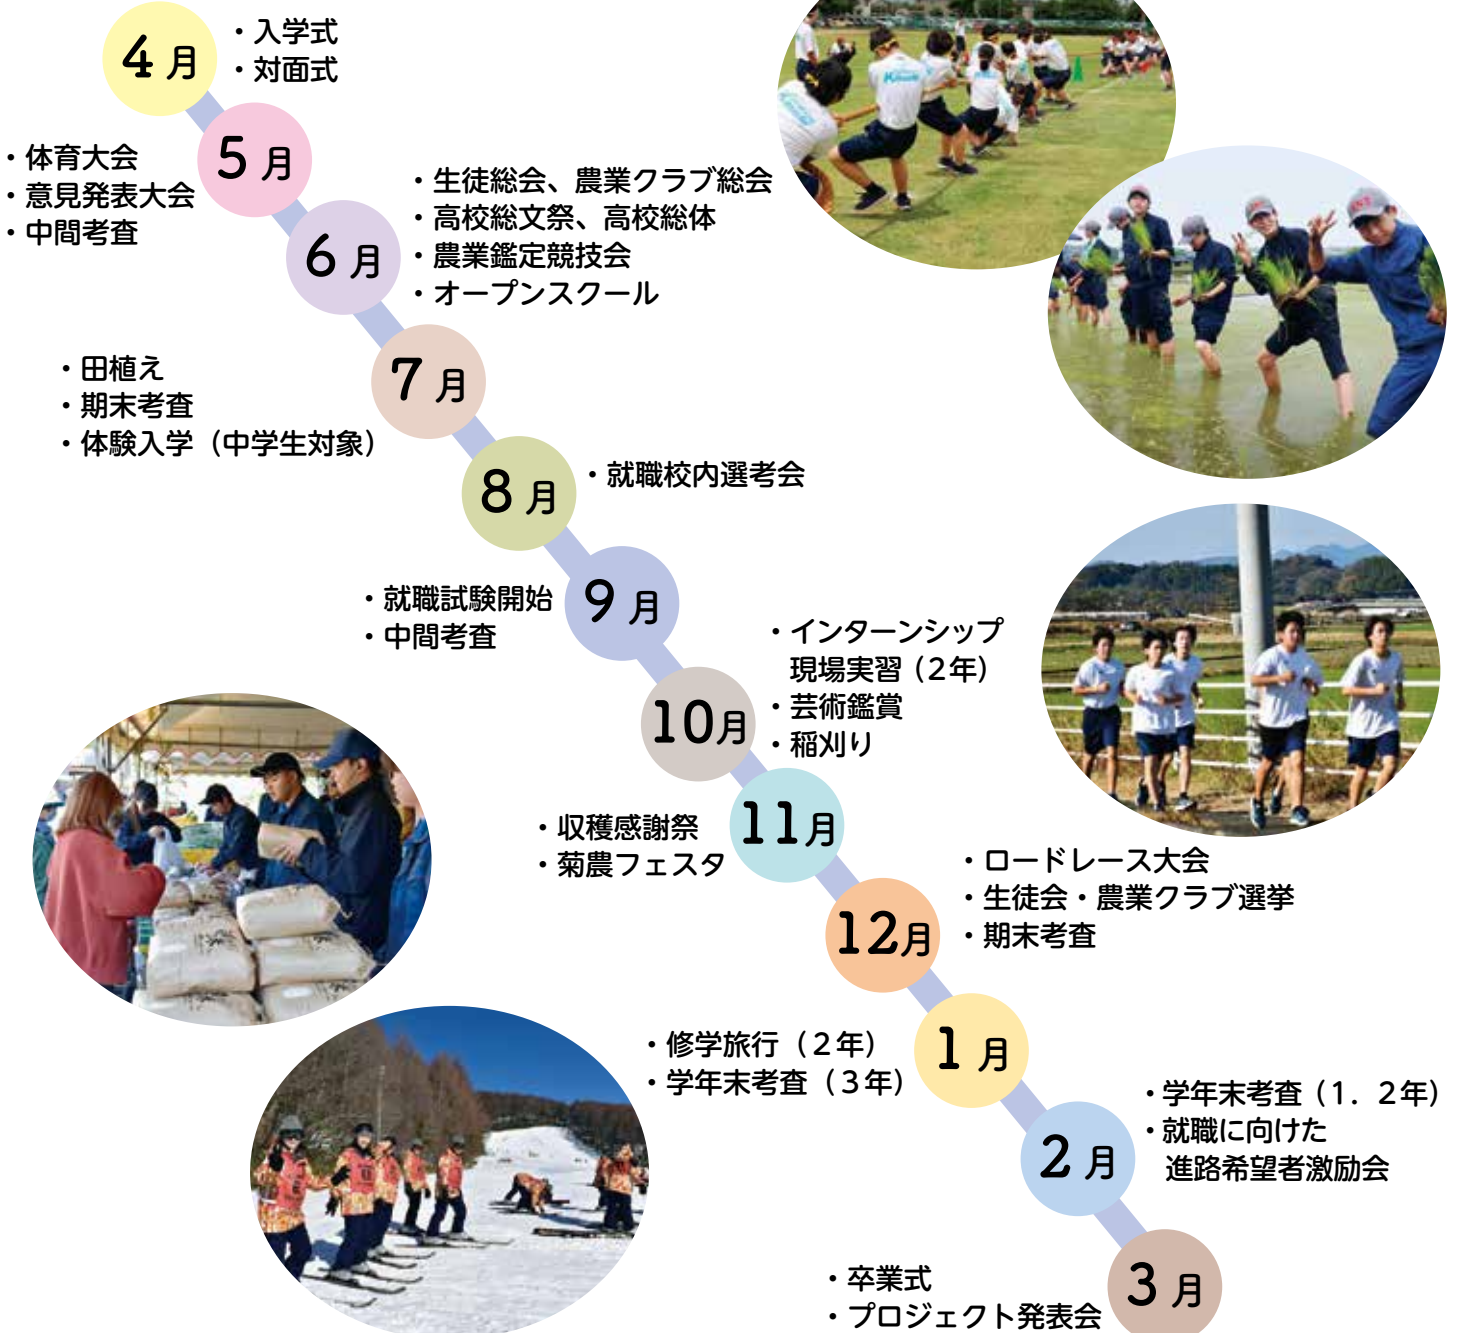 4月
・入学式
・対面式
5月
・体育大会
・意見発表大会
・中間考査
6月
・生徒総会、農業クラブ総会
・高校総文祭、高校総体
・農業鑑定競技会
・オープンスクール
7月
・田植え
・期末考査
・体験入学（中学生対象）
8月
・就職校内選考会
9月
・就職試験開始
・中間考査
10月
・インターンシップ
現場実習（2年）
・芸術鑑賞
・稲刈り
11月
・収穫感謝祭
・菊農フェスタ
12月
・ロードレース大会
・生徒会・農業クラブ選挙
・期末考査
1月
・修学旅行（２年）
・学年末考査（３年）
2月
・学年末考査（1．２年）
・就職に向けた
進路希望者激励会
3月
・卒業式
・プロジェクト発表会